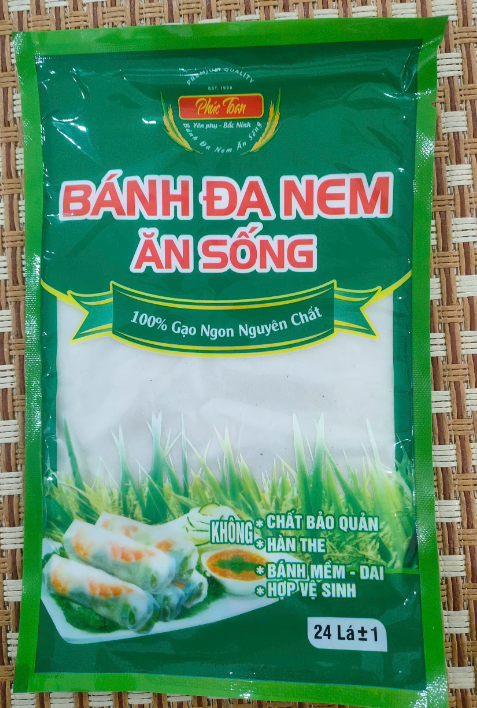 PREMIUM QUALITY
EST. 1998
Phúc Toan
Yên phụ - Bắc Ninh
Bánh Đa Nem Ăn Sống
BÁNH ĐA NEM
ĂN SỐNG
100% Gạo Ngon Nguyên Chất
KHÔNG * CHẤT BẢO QUẢN
* HÀN THE
* BÁNH MỀM - DAI
* HỢP VỆ SINH
24 Lá ± 1